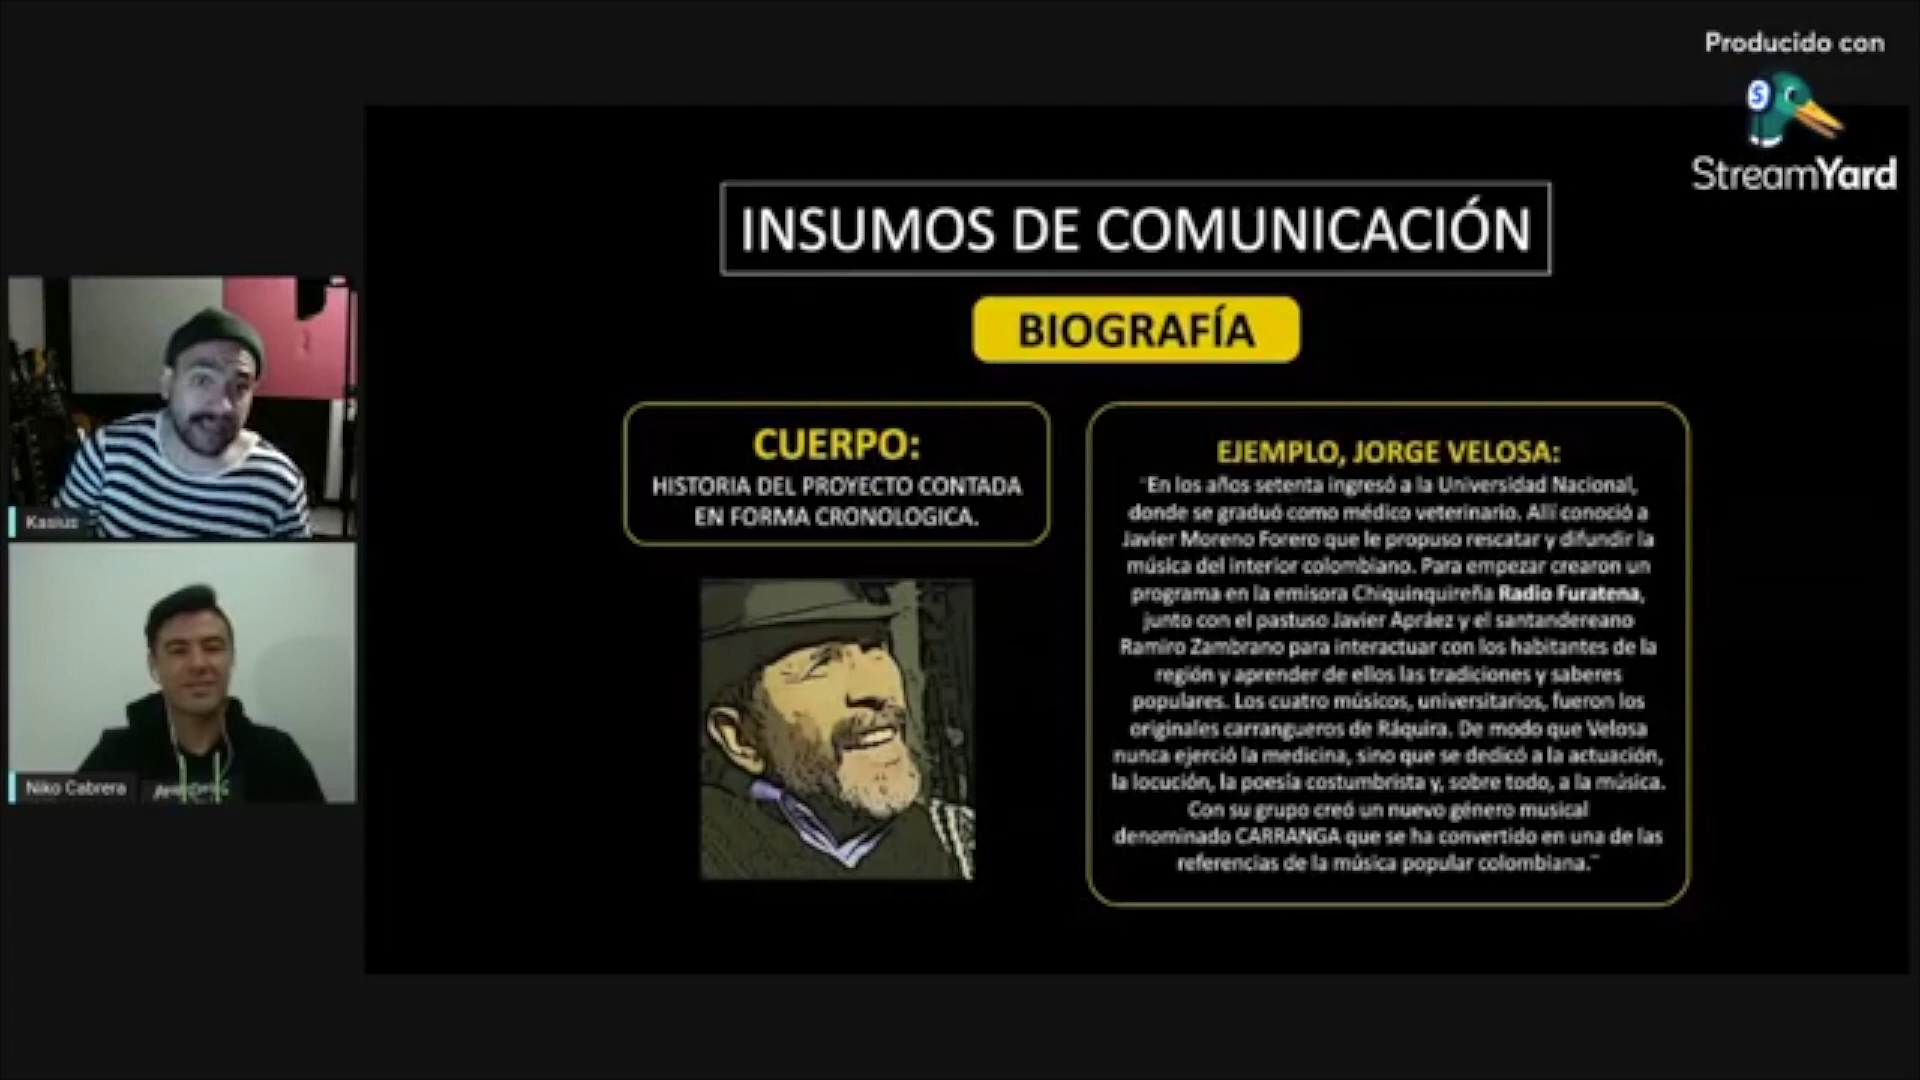 Producido con
StreamYard
INSUMOS DE COMUNICACIÓN
BIOGRAFÍA
CUERPO:
HISTORIA DEL PROYECTO CONTADA
EN FORMA CRONOLOGICA.
EJEMPLO, JORGE VELOSA:
¨En los años setenta ingresó a la Universidad Nacional,
donde se graduó como médico veterinario. Allí conoció a
Javier Moreno Forero que le propuso rescatar y difundir la
música del interior colombiano. Para empezar crearon un
programa en la emisora Chiquinquireña Radio Furatena,
junto con el pastuso Javier Apráez y el santandereano
Ramiro Zambrano para interactuar con los habitantes de la
región y aprender de ellos las tradiciones y saberes
populares. Los cuatro músicos, universitarios, fueron los
originales carrangueros de Ráquira. De modo que Velosa
nunca ejerció la medicina, sino que se dedicó a la actuación,
la locución, la poesía costumbrista y, sobre todo, a la música.
Con su grupo creó un nuevo género musical
denominado CARRANGA que se ha convertido en una de las
referencias de la música popular colombiana.¨
Kasiuz
Niko Cabrera